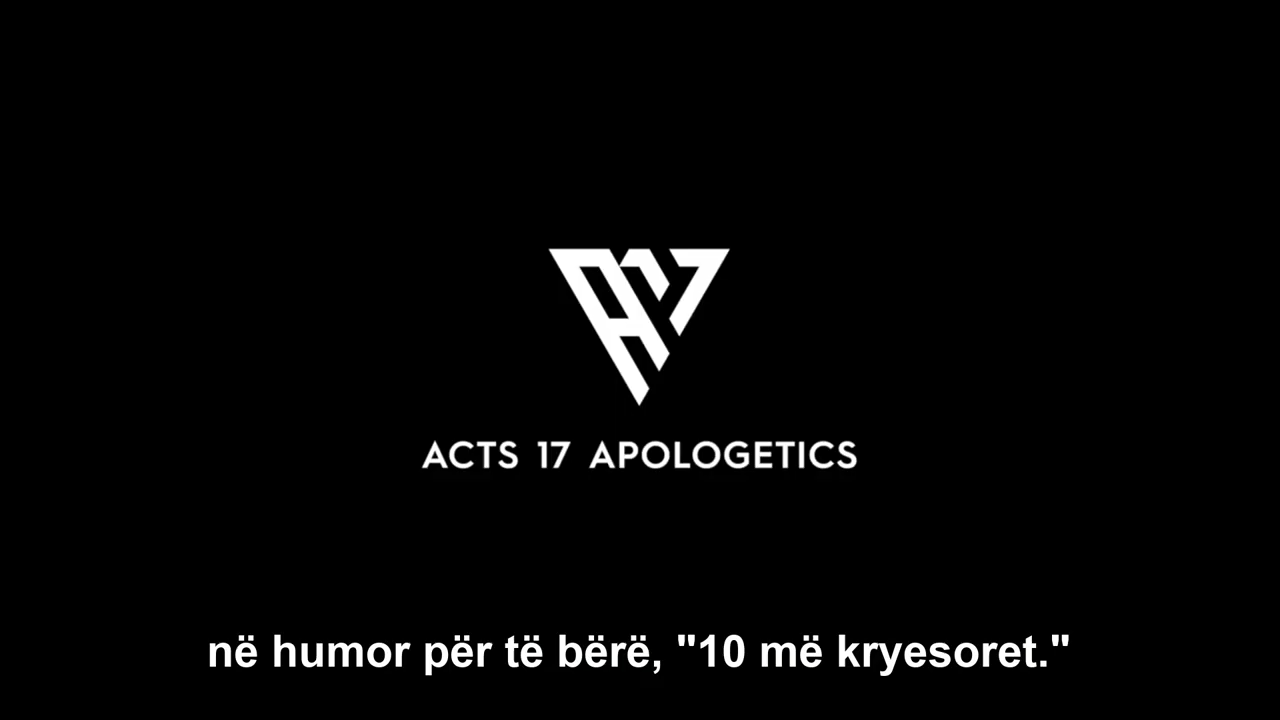 ACTS 17 APOLOGETICS
në humor për të bërë, "10 më kryesoret."